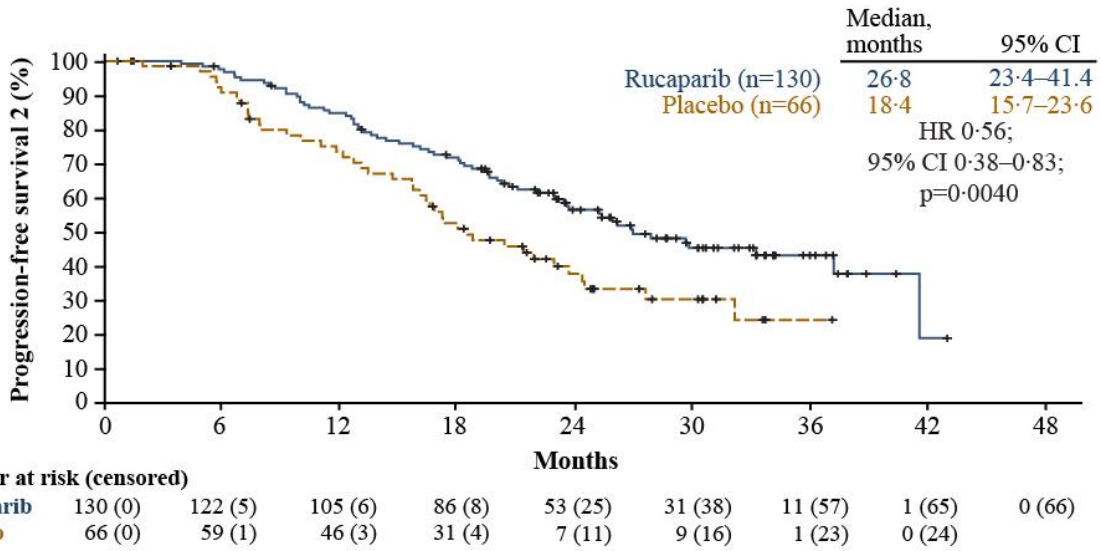 Median, months 95% CI
Rucaparib (n=130) 26·8 23·4–41.4
Placebo (n=66) 18·4 15·7–23·6
HR 0·56;
95% CI 0·38–0·83;
p=0·0040
Progression-free survival 2 (%)
100
90
80
70
60
50
40
30
20
10
0
0 6 12 18 24 30 36 42 48
Months
r at risk (censored)
arib 130 (0) 122 (5) 105 (6) 86 (8) 53 (25) 31 (38) 11 (57) 1 (65) 0 (66)
o 66 (0) 59 (1) 46 (3) 31 (4) 7 (11) 9 (16) 1 (23) 0 (24)